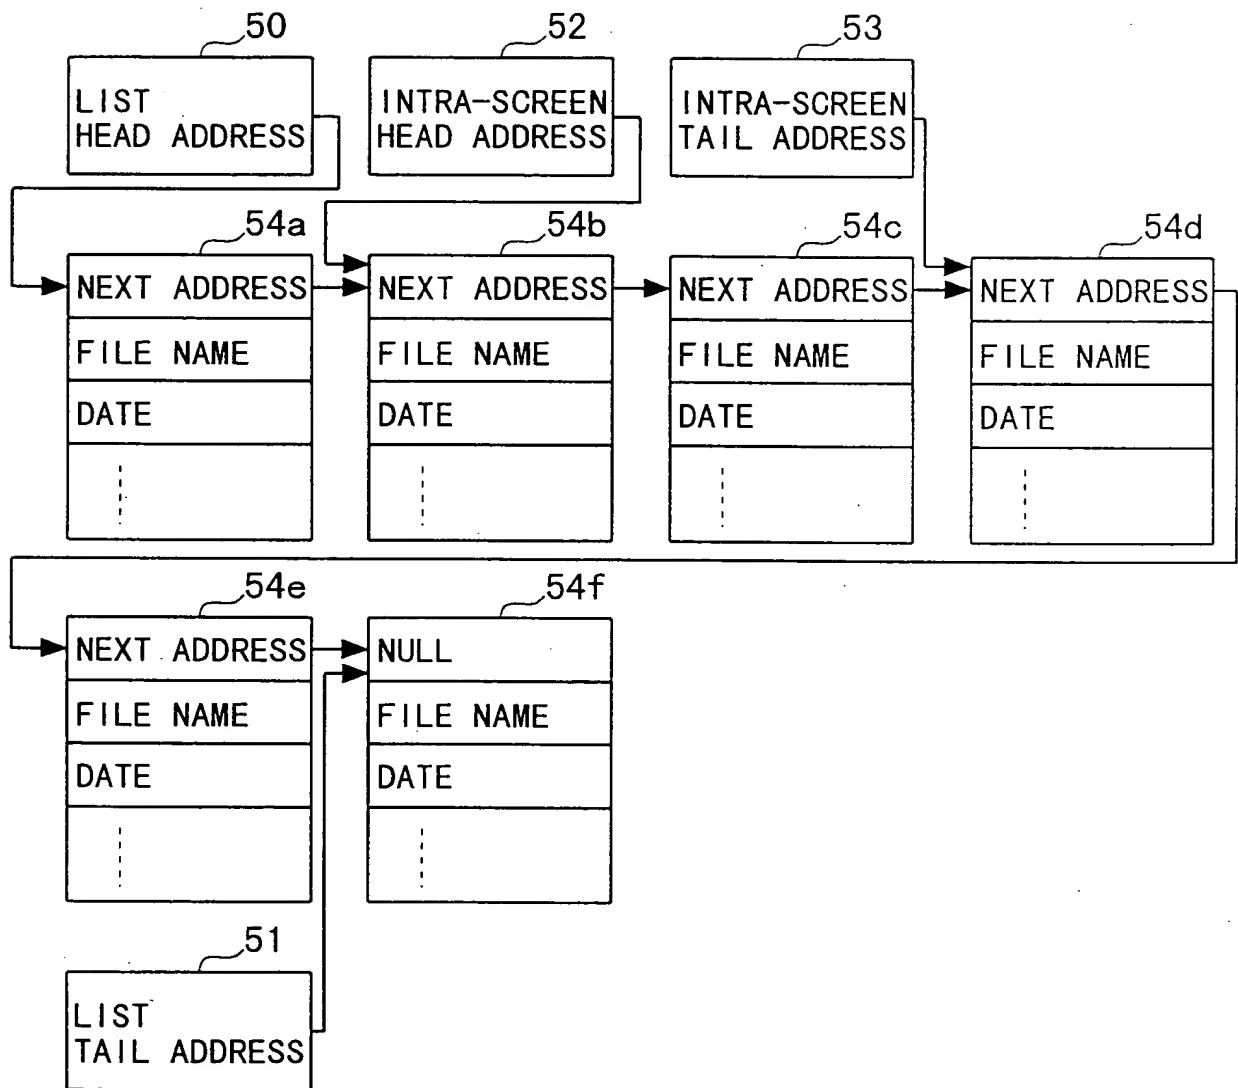 50
52
53
LIST
HEAD ADDRESS
INTRA-SCREEN
HEAD ADDRESS
INTRA-SCREEN
TAIL ADDRESS
54a
54b
54c
54d
NEXT ADDRESS
NEXT ADDRESS
NEXT ADDRESS
NEXT ADDRESS
FILE NAME
FILE NAME
FILE NAME
FILE NAME
DATE
DATE
DATE
DATE
54e
54f
NEXT ADDRESS
NULL
FILE NAME
FILE NAME
DATE
DATE
51
LIST
TAIL ADDRESS